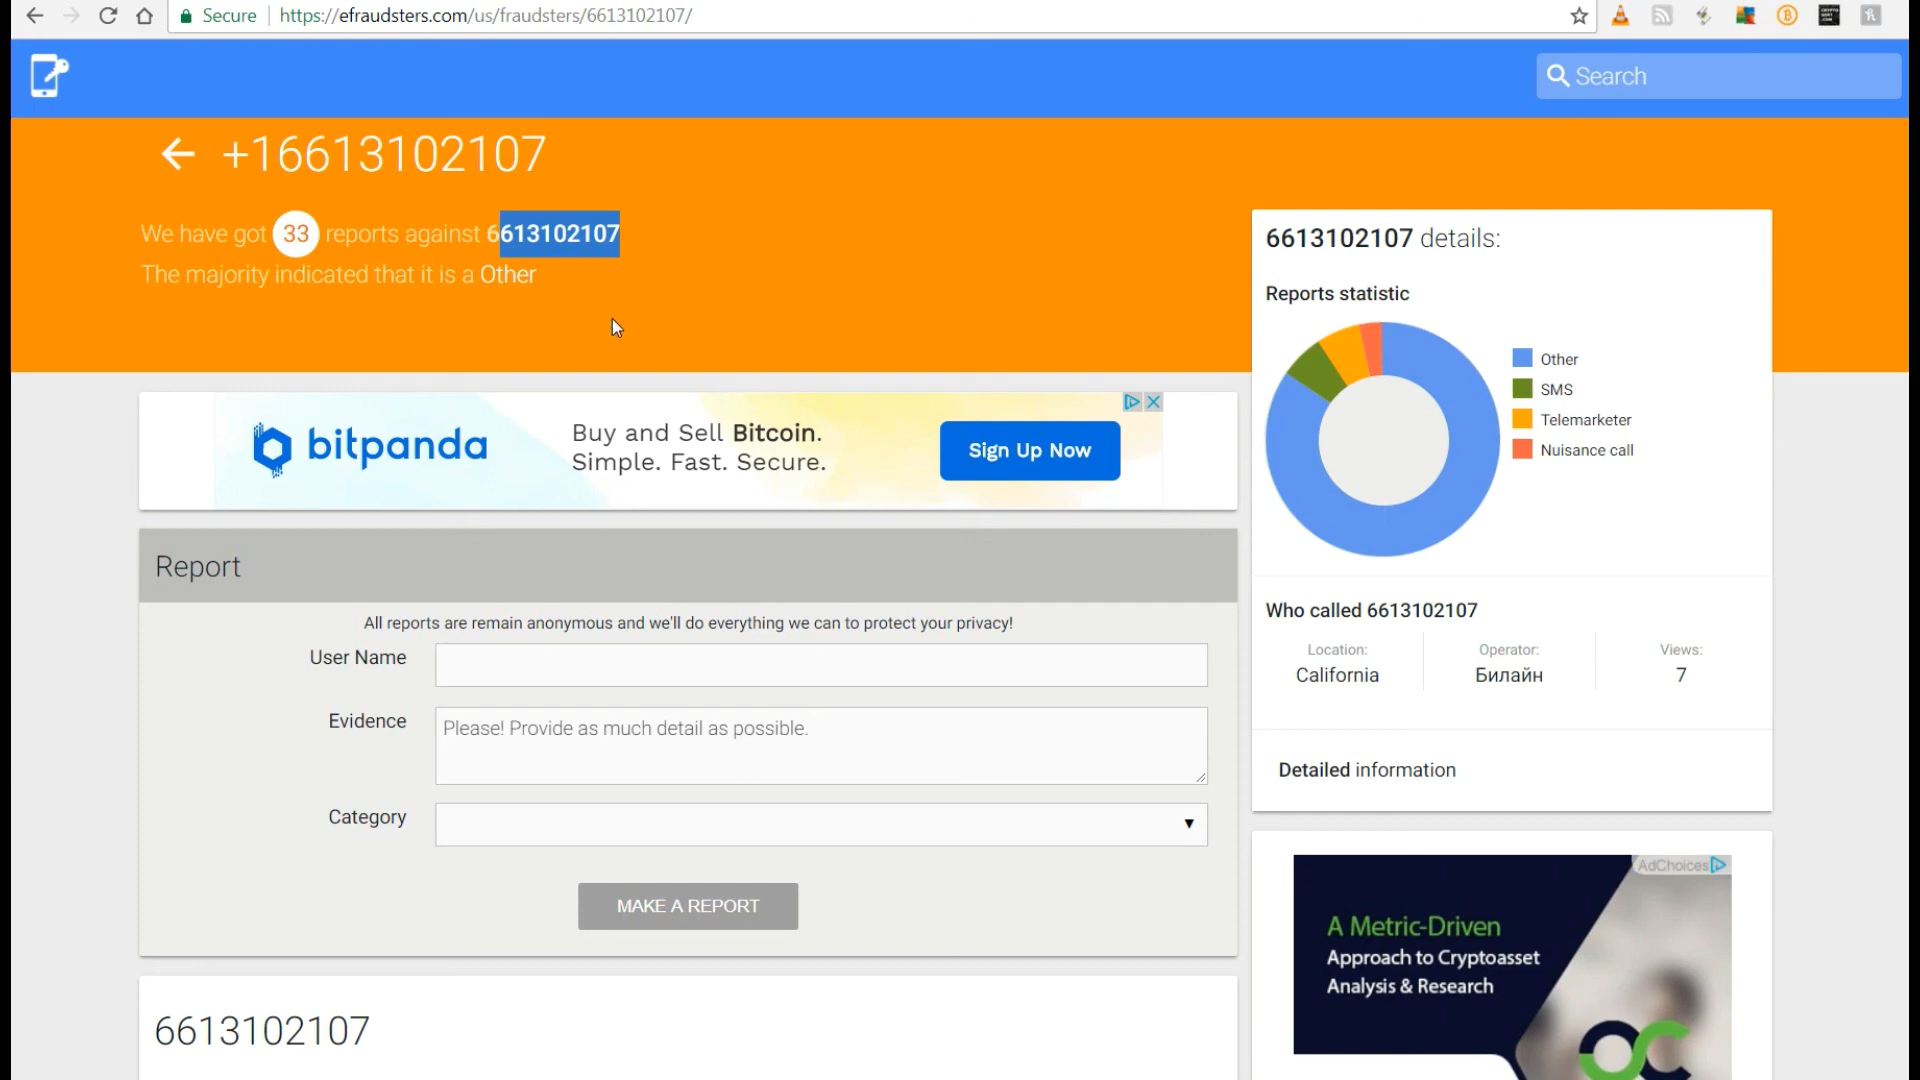 Secure
https://efraudsters.com/us/fraudsters/6613102107/
Search
+16613102107
We have got 33 reports against 6613102107
The majority indicated that it is a Other
bitpanda
Buy and Sell Bitcoin.
Simple. Fast. Secure.
Sign Up Now
Report
All reports are remain anonymous and we'll do everything we can to protect your privacy!
User Name
Evidence
Please! Provide as much detail as possible.
Category
MAKE A REPORT
6613102107
6613102107 details:
Reports statistic
Other
SMS
Telemarketer
Nuisance call
Who called 6613102107
Location:
California
Operator:
Билайн
Views:
7
Detailed information
AdChoices
A Metric-Driven
Approach to Cryptoasset
Analysis & Research